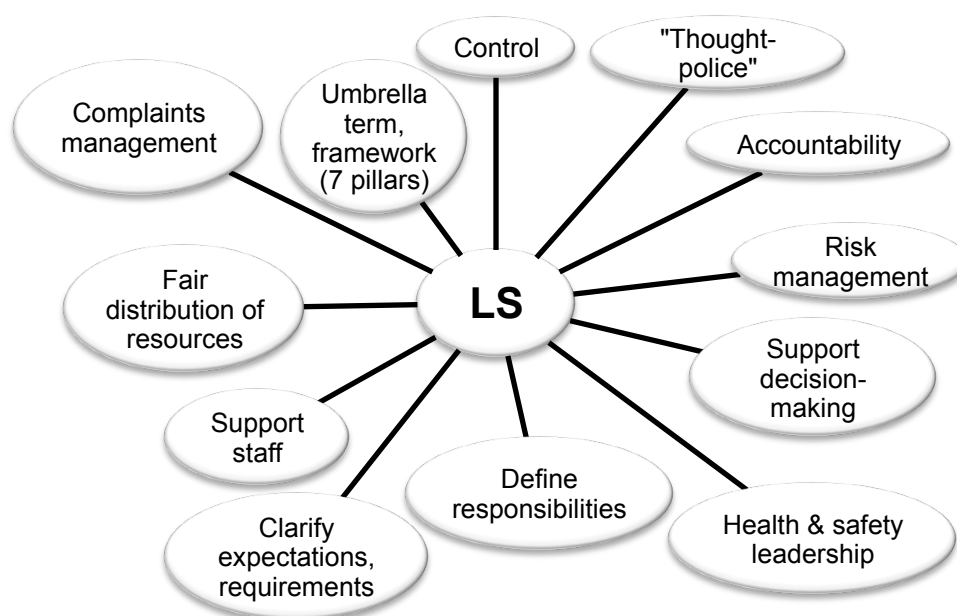 Control
"Thought-
police"
Complaints
management
Umbrella
term,
framework
(7 pillars)
Accountability
Risk
management
Fair
distribution of
resources
LS
Support
decision-
making
Support
staff
Define
responsibilities
Clarify
expectations,
requirements
Health & safety
leadership